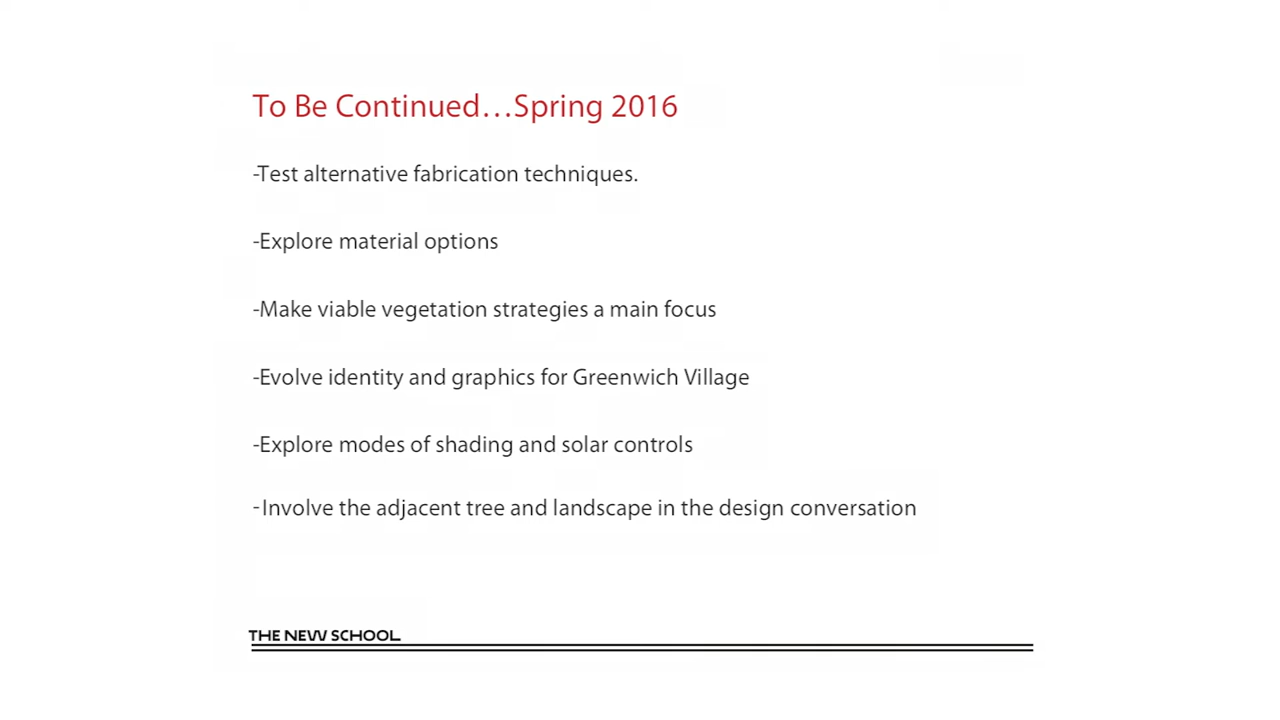 To Be Continued…Spring 2016
-Test alternative fabrication techniques.
-Explore material options
-Make viable vegetation strategies a main focus
-Evolve identity and graphics for Greenwich Village
-Explore modes of shading and solar controls
-Involve the adjacent tree and landscape in the design conversation
THE NEW SCHOOL